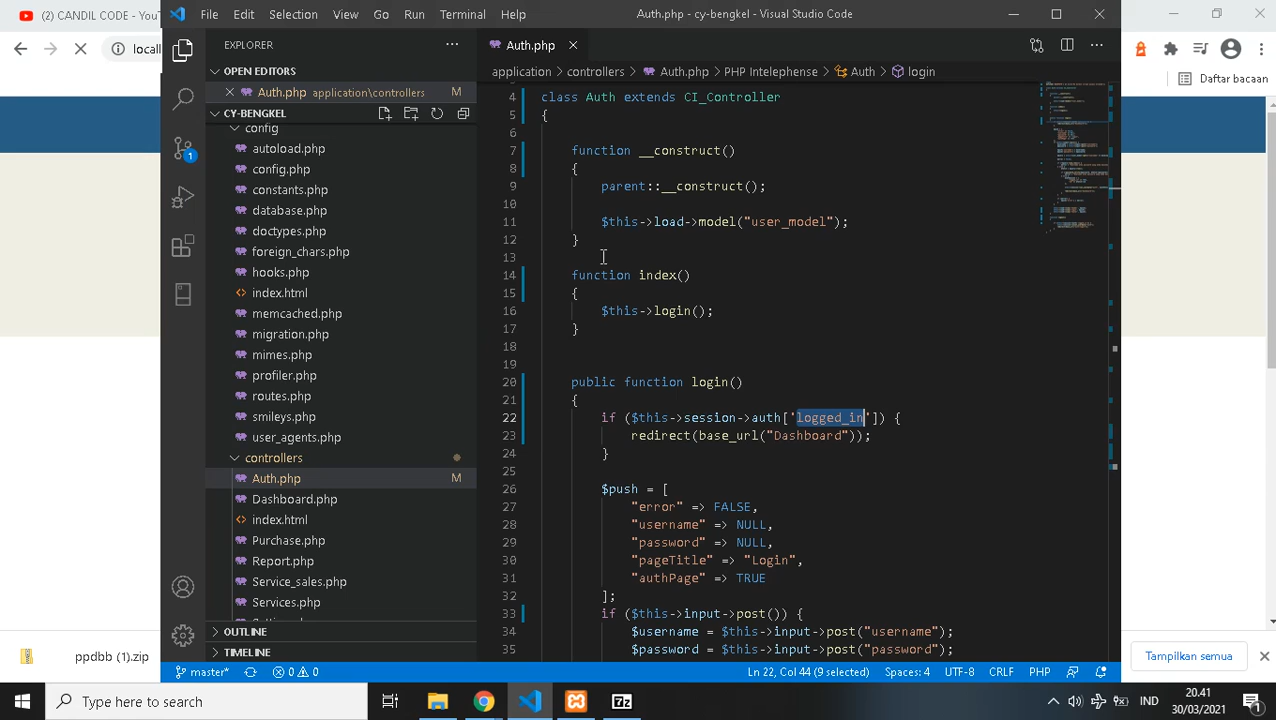 (2) CANDIL CODE - YouTub
File Edit Selection View Go Run Terminal Help
Auth.php - cy-bengkel - Visual Studio Code
locall
EXPLORER
Auth.php
OPEN EDITORS
Auth.php application\controllers M
application > controllers > Auth.php > PHP Intelephense > Auth > login
Daftar bacaan
CY-BENGKEL
config
autoload.php
config.php
constants.php
database.php
doctypes.php
foreign_chars.php
hooks.php
index.html
memcached.php
migration.php
mimes.php
profiler.php
routes.php
smileys.php
user_agents.php
controllers
Auth.php M
Dashboard.php
index.html
Purchase.php
Report.php
Service_sales.php
Services.php
OUTLINE
TIMELINE
4 class Auth extends CI_Controller
5
6
7 function __construct()
8 {
9 parent::__construct();
10
11 $this->load->model("user_model");
12 }
13
14 function index()
15 {
16 $this->login();
17 }
18
19
20 public function login()
21 {
22 if ($this->session->auth['logged_in']) {
23 redirect(base_url("Dashboard"));
24 }
25
26 $push = [
27 "error" => FALSE,
28 "username" => NULL,
29 "password" => NULL,
30 "pageTitle" => "Login",
31 "authPage" => TRUE
32 ];
33 if ($this->input->post()) {
34 $username = $this->input->post("username");
35 $password = $this->input->post("password");
1
ppdbb (1).zip
Tampilkan semua
master* 0 0
Ln 22, Col 44 (9 selected) Spaces: 4 UTF-8 CRLF PHP
Type here to search
IND
20.41
30/03/2021
1